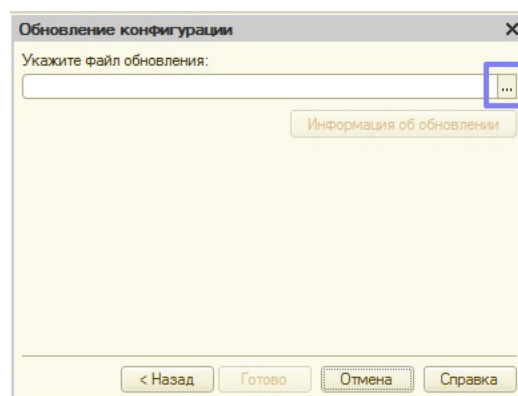 Обновление конфигурации
Укажите файл обновления:
...
Информация об обновлении
< Назад Готово Отмена Справка